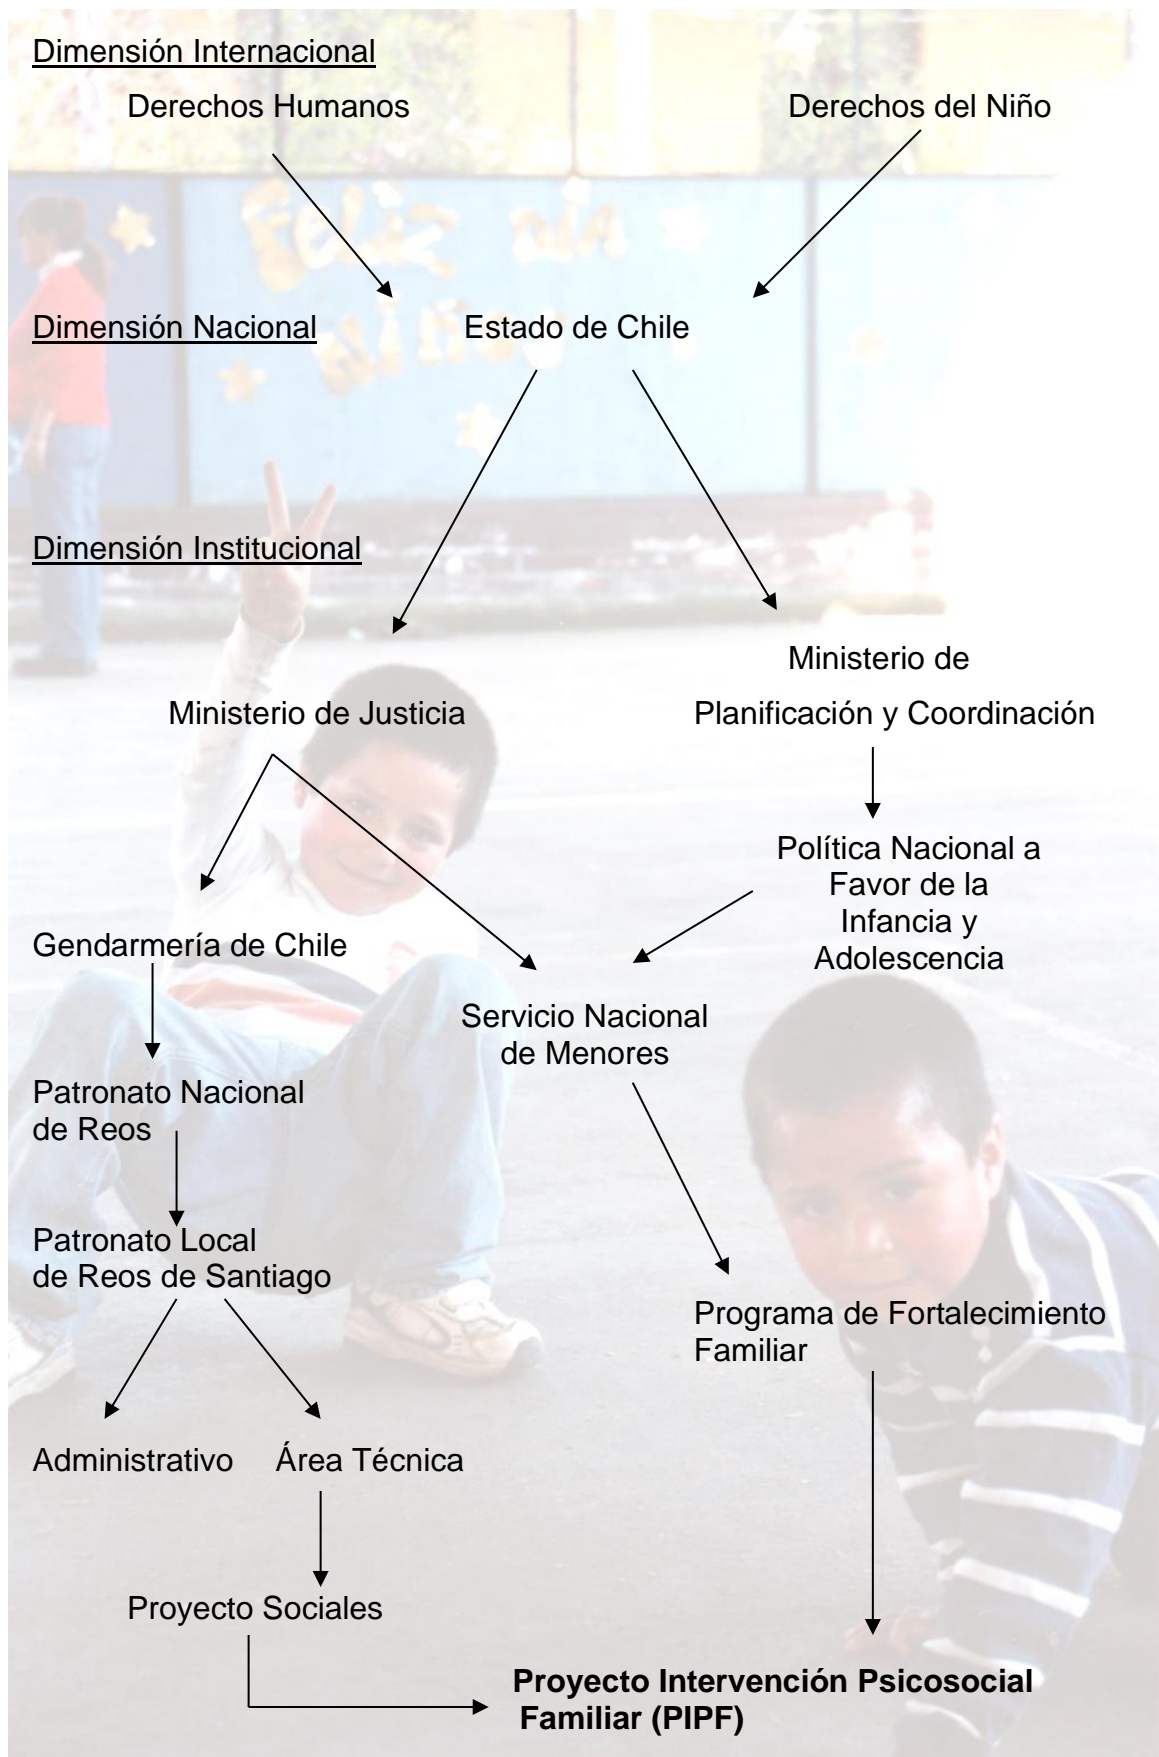 Dimensión Internacional
Derechos Humanos
Derechos del Niño
FELIZ DIA
NIÑO
Dimensión Nacional
Estado de Chile
Dimensión Institucional
Ministerio de
Ministerio de Justicia
Planificación y Coordinación
Política Nacional a
Favor de la
Infancia y
Adolescencia
Gendarmería de Chile
Servicio Nacional
de Menores
Patronato Nacional
de Reos
Patronato Local
de Reos de Santiago
Programa de Fortalecimiento
Familiar
Administrativo
Área Técnica
Proyecto Sociales
Proyecto Intervención Psicosocial
Familiar (PIPF)